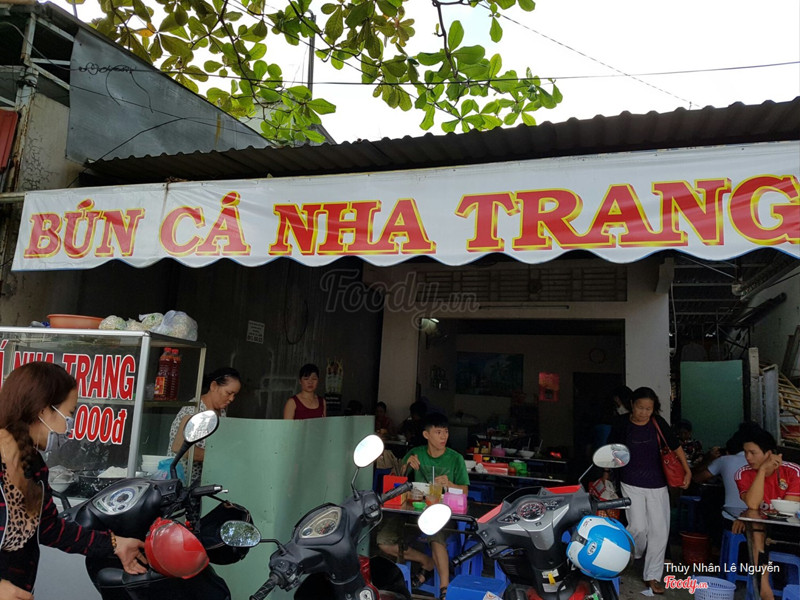 BÚN CÁ NHA TRANG
Foody.vn
NHA TRANG
.000đ
Thùy Nhân Lê Nguyễn
Foody.vn